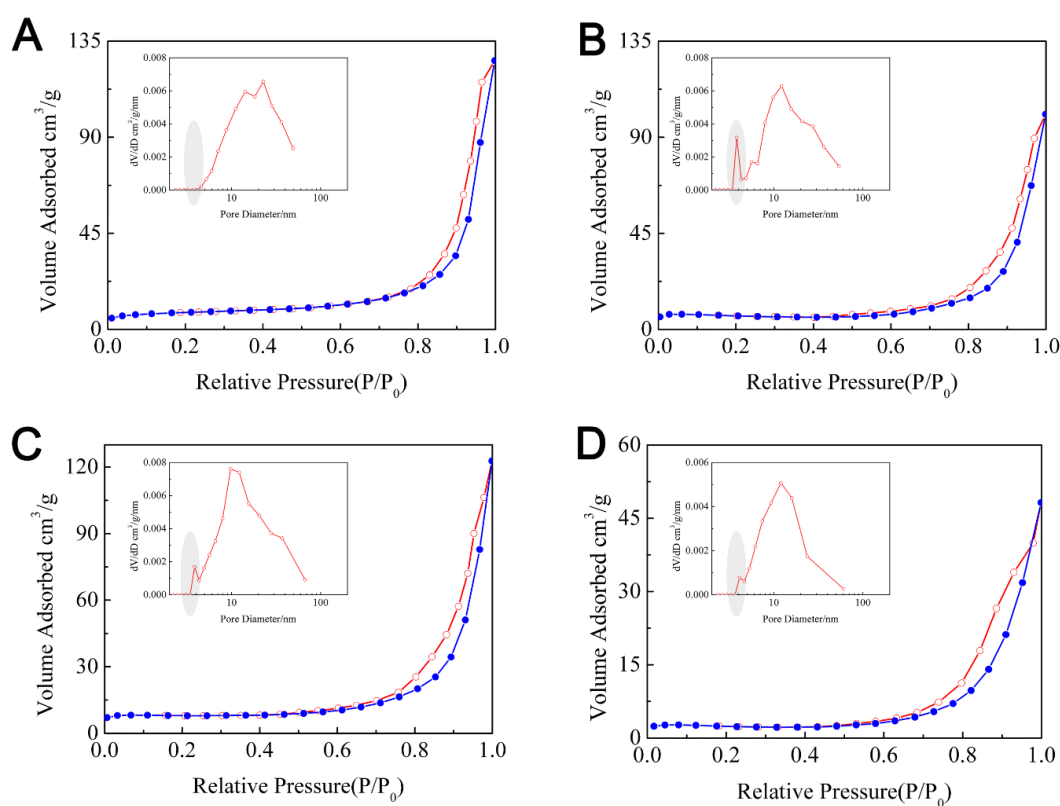 A
Volume Adsorbed cm³/g
135
90
45
0
0.0 0.2 0.4 0.6 0.8 1.0
Relative Pressure(P/P₀)
dV/dD cm³/g/nm
0.008
0.006
0.004
0.002
0.000
10 100
Pore Diameter/nm
B
Volume Adsorbed cm³/g
135
90
45
0
0.0 0.2 0.4 0.6 0.8 1.0
Relative Pressure(P/P₀)
dV/dD cm³/g/nm
0.008
0.006
0.004
0.002
0.000
10 100
Pore Diameter/nm
C
Volume Adsorbed cm³/g
120
90
60
30
0
0.0 0.2 0.4 0.6 0.8 1.0
Relative Pressure(P/P₀)
dV/dD cm³/g/nm
0.008
0.006
0.004
0.002
0.000
10 100
Pore Diameter/nm
D
Volume Adsorbed cm³/g
60
45
30
15
0
0.0 0.2 0.4 0.6 0.8 1.0
Relative Pressure(P/P₀)
dV/dD cm³/g/nm
0.006
0.004
0.002
0.000
10 100
Pore Diameter/nm